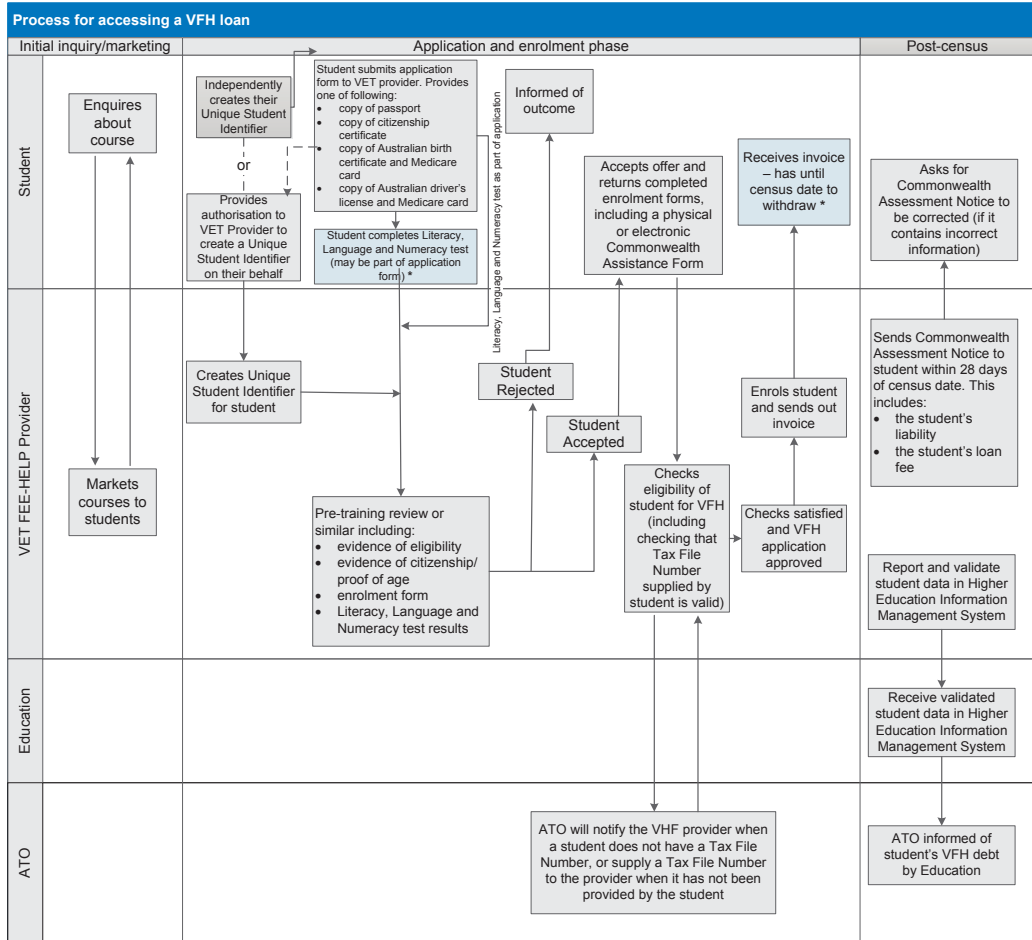 Process for accessing a VFH loan
Initial inquiry/marketing
Application and enrolment phase
Post-census
Student
Enquires
about
course
Independently
creates their
Unique Student
Identifier
or
Provides
authorisation to
VET Provider to
create a Unique
Student Identifier
on their behalf
Student submits application
form to VET provider. Provides
one of following:
• copy of passport
• copy of citizenship
certificate
• copy of Australian birth
certificate and Medicare
card
• copy of Australian driver's
license and Medicare card
Student completes Literacy,
Language and Numeracy test
(may be part of application
form) *
Literacy, Language and Numeracy test as part of application
Informed of
outcome
Accepts offer and
returns completed
enrolment forms,
including a physical
or electronic
Commonwealth
Assistance Form
Receives invoice
– has until
census date to
withdraw *
Asks for
Commonwealth
Assessment Notice to
be corrected (if it
contains incorrect
information)
VET FEE-HELP Provider
Markets
courses to
students
Creates Unique
Student Identifier
for student
Pre-training review or
similar including:
• evidence of eligibility
• evidence of citizenship/
proof of age
• enrolment form
• Literacy, Language and
Numeracy test results
Student
Rejected
Student
Accepted
Checks
eligibility of
student for VFH
(including
checking that
Tax File
Number
supplied by
student is valid)
Enrols student
and sends out
invoice
Checks satisfied
and VFH
application
approved
Sends Commonwealth
Assessment Notice to
student within 28 days
of census date. This
includes:
• the student's
liability
• the student's loan
fee
Report and validate
student data in Higher
Education Information
Management System
Education
Receive validated
student data in Higher
Education Information
Management System
ATO
ATO will notify the VHF provider when
a student does not have a Tax File
Number, or supply a Tax File Number
to the provider when it has not been
provided by the student
ATO informed of
student's VFH debt
by Education